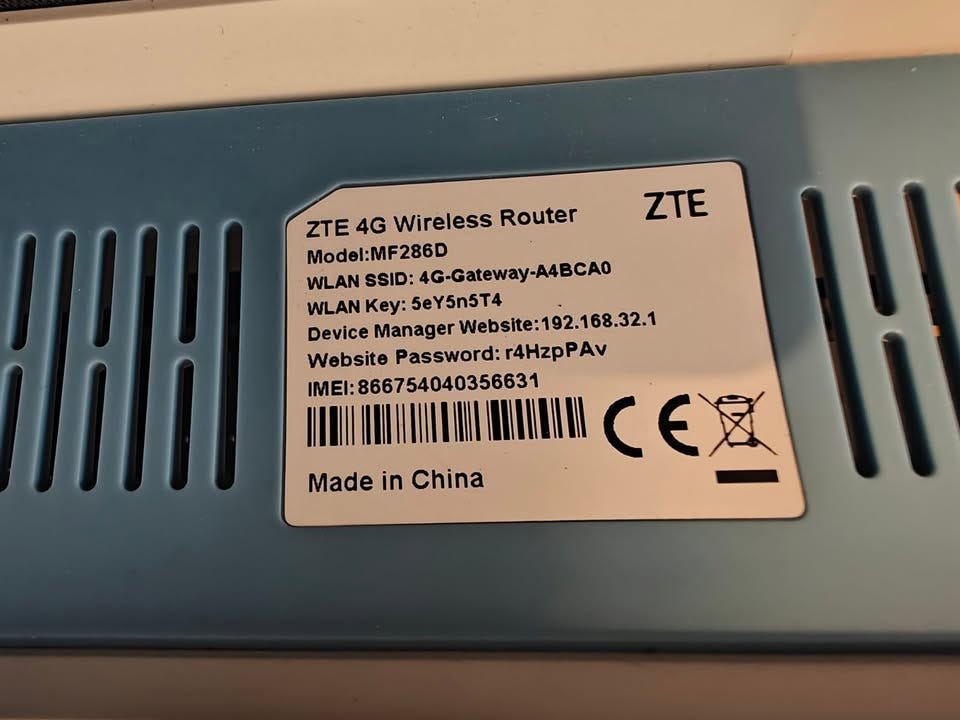 ZTE 4G Wireless Router ZTE
Model:MF286D
WLAN SSID: 4G-Gateway-A4BCA0
WLAN Key: 5eY5n5T4
Device Manager Website:192.168.32.1
Website Password: r4HzpPAv
IMEI:866754040356631
CE
Made in China